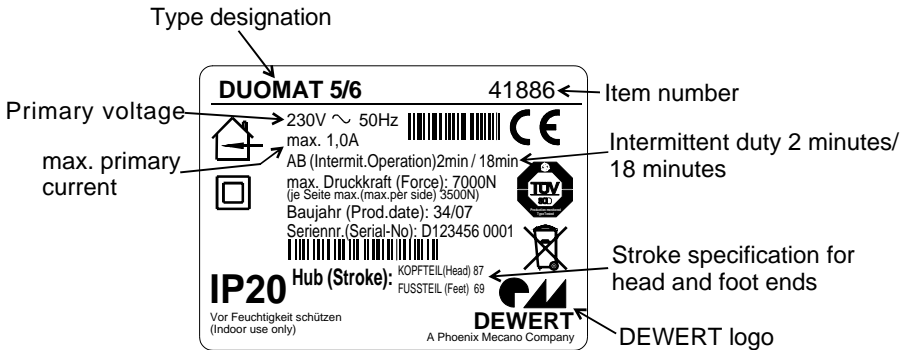 Type designation
DUOMAT 5/6 41886
Item number
Primary voltage
230V ~ 50Hz
CE
max. 1,0A
max. primary
current
AB (Intermit.Operation)2min / 18min
Intermittent duty 2 minutes/
18 minutes
max. Druckkraft (Force): 7000N
(je Seite max.(max.per side) 3500N)
TÜV
Baujahr (Prod.date): 34/07
Seriennr.(Serial-No): D123456 0001
Hub (Stroke): KOPFTEIL(Head) 87
FUSSTEIL (Feet) 69
Stroke specification for
head and foot ends
IP20
Vor Feuchtigkeit schützen
(Indoor use only)
DEWERT
A Phoenix Mecano Company
DEWERT logo